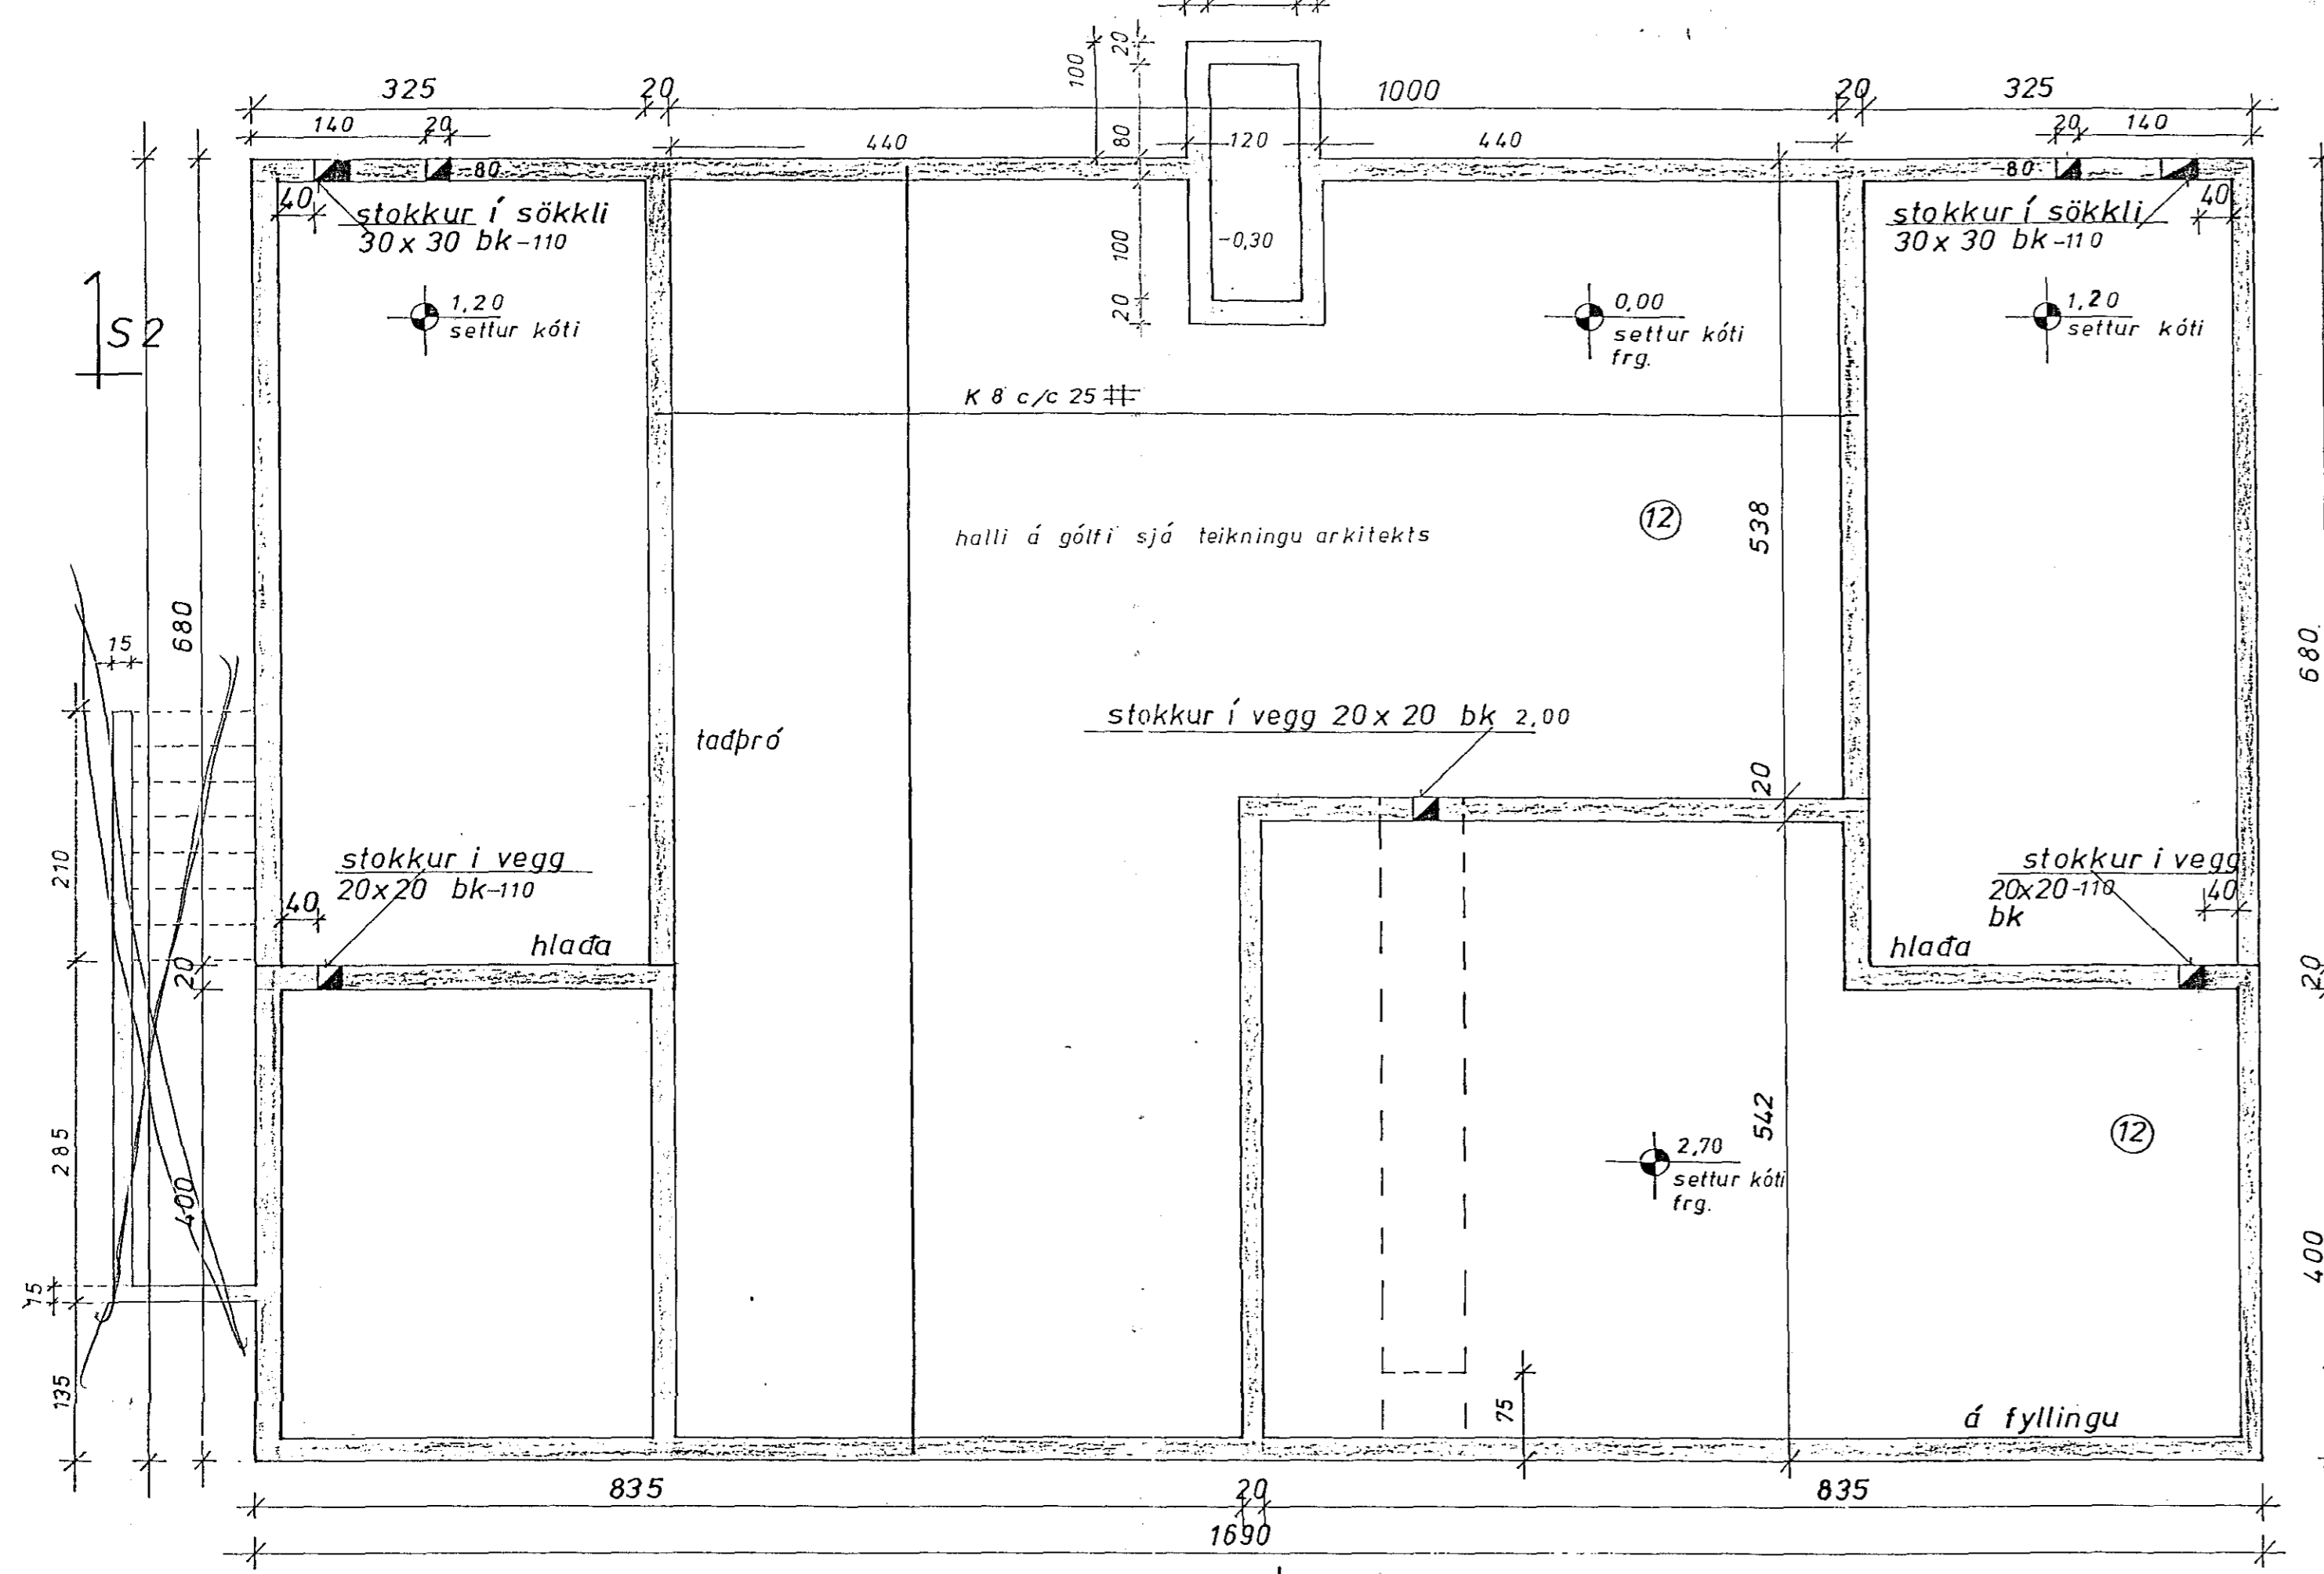 100
20
325
20
1000
20
325
140
20
440
80
120
440
20
140
-80
-80
40
stokkur í sökkli
30 x 30 bk -110
100
-0,30
stokkur í sökkli
30 x 30 bk -110
40
1,20
settur kóti
20
0,00
settur kóti
frg.
1,20
settur kóti
S2
K 8 c/c 25
halli á gólfi sjá teikningu arkitekts
12
538
680
15
680
taðþró
stokkur í vegg 20 x 20 bk 2,00
20
210
stokkur i vegg
20x20 bk-110
40
stokkur i vegg
20x20-110
bk
40
hlaða
hlaða
20
20
285
400
542
12
2,70
settur kóti
frg.
400
15
135
75
á fyllingu
835
20
835
1690